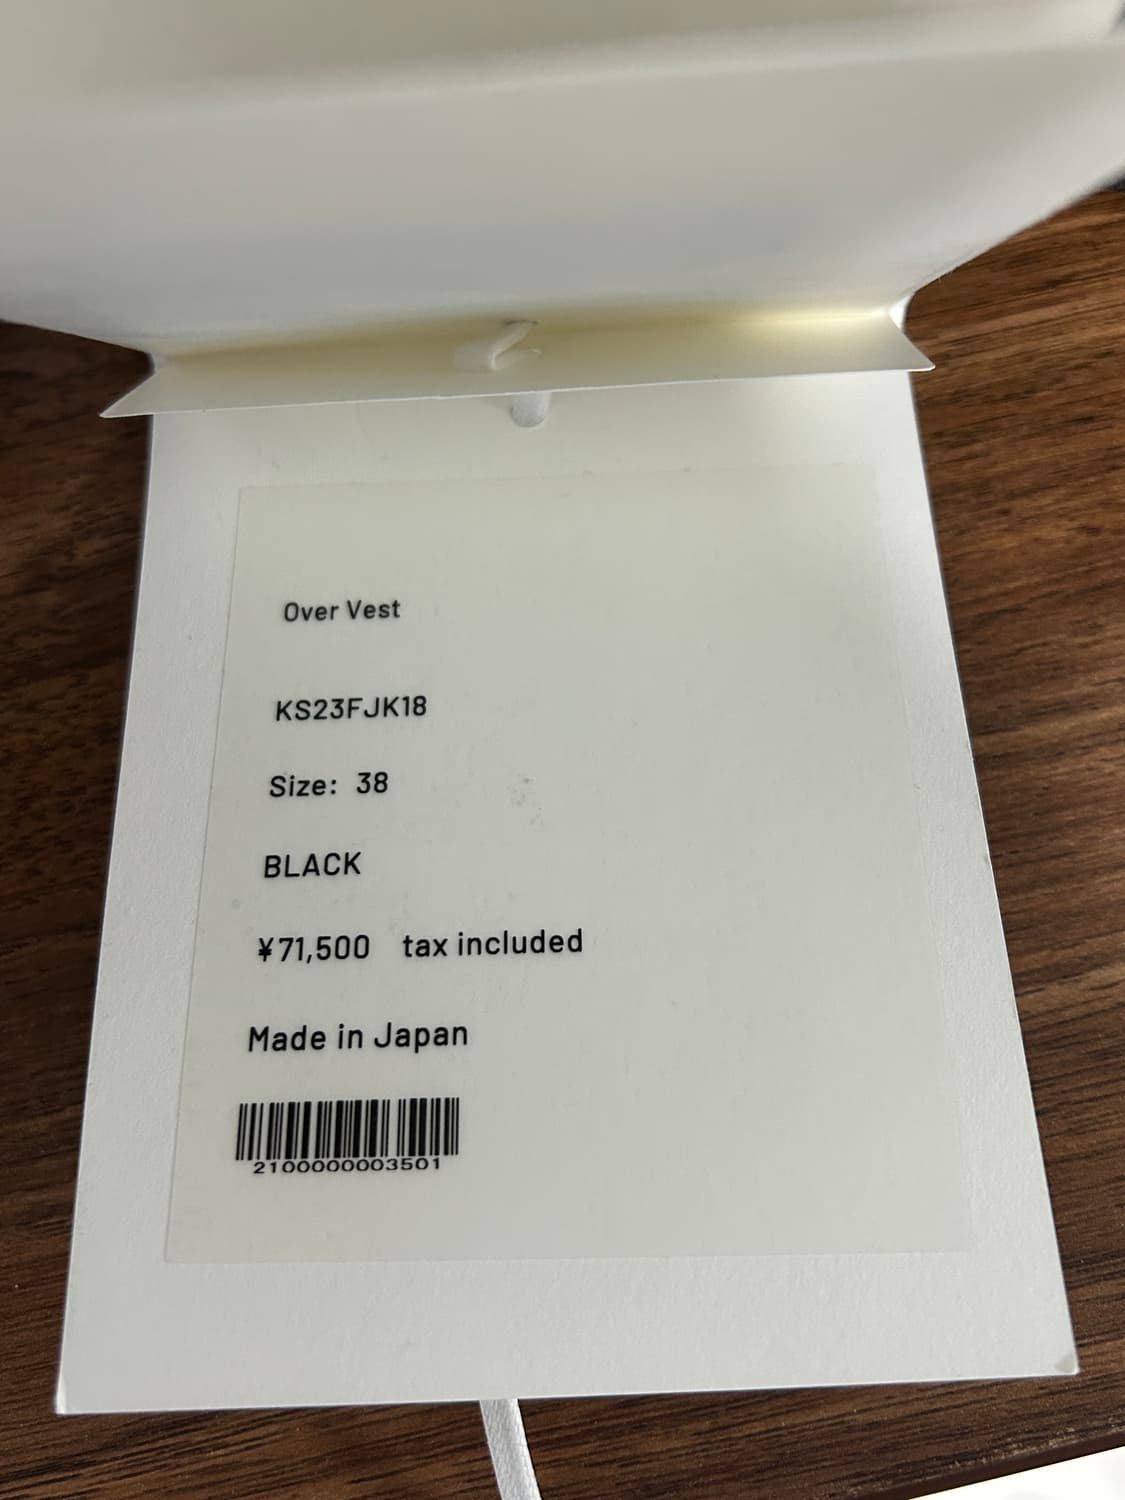 Over Vest
KS23FJK18
Size: 38
BLACK
¥71,500 tax included
Made in Japan
2100000003501